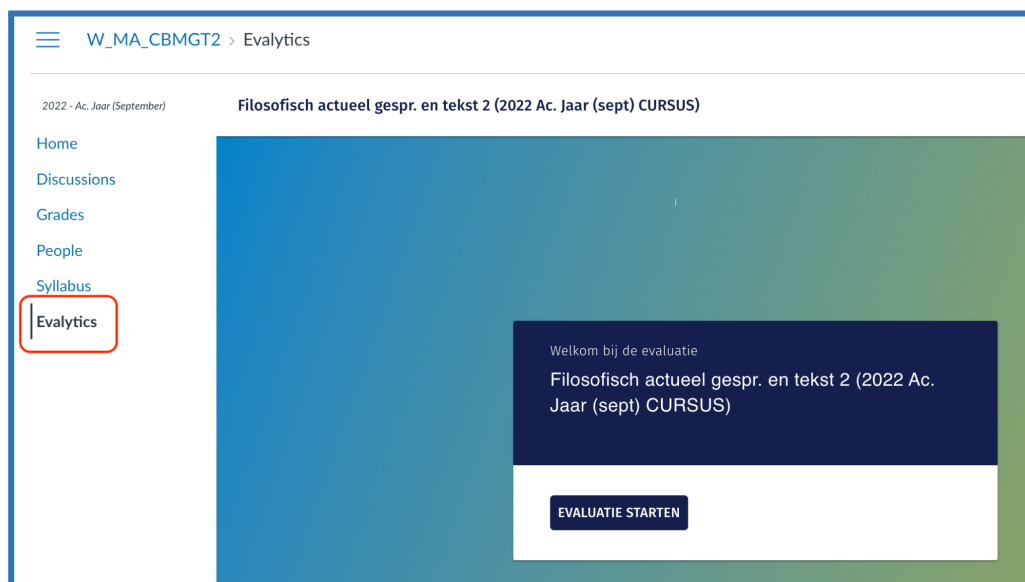 W_MA_CBMGT2 > Evalytics
2022 - Ac. Jaar (September)
Filosofisch actueel gespr. en tekst 2 (2022 Ac. Jaar (sept) CURSUS)
Home
Discussions
Grades
People
Syllabus
Evalytics
Welkom bij de evaluatie
Filosofisch actueel gespr. en tekst 2 (2022 Ac.
Jaar (sept) CURSUS)
EVALUATIE STARTEN